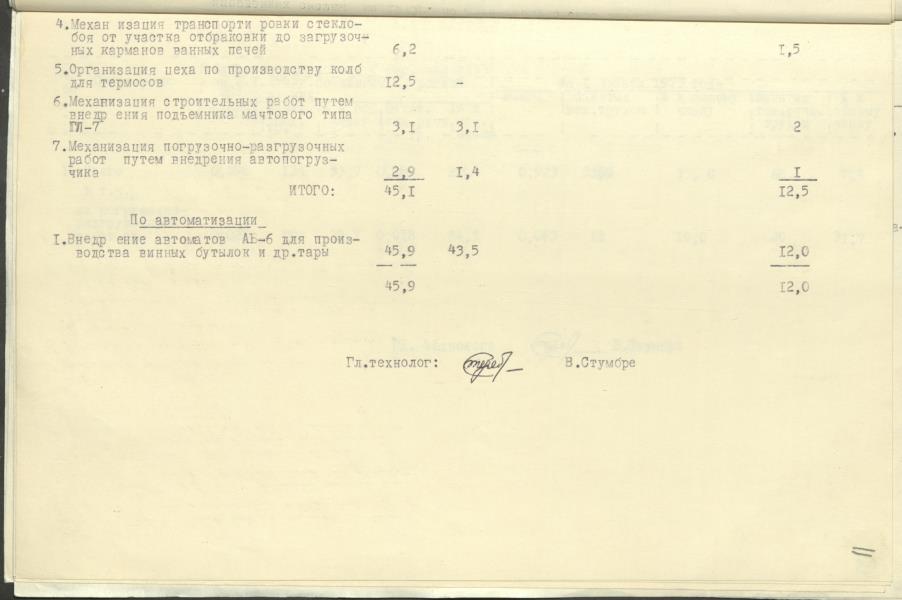 4.Механ изация транспорти ровки стекло-
боя от участка отбраковки до загрузоч-
ных карманов ванных печей 6,2 I,5
5.Организация цеха по производству колб
для термосов 12,5 -
6.Механизация строительных работ путем
внедр ения подъемника мачтового типа
ПЛ-7 3,I 3,I 2
7.Механизация погрузочно-разгрузочных
работ путем внедрения автопогруз-
чика 2,9 I,4 I
ИТОГО: 45,I I2,5
По автоматизации
I.Внедр ение автоматов АБ-6 для произ-
водства винных бутылок и др.тары 45,9 43,5 I2,0
45,9 I2,0
Гл.технолог: В.Стумбре